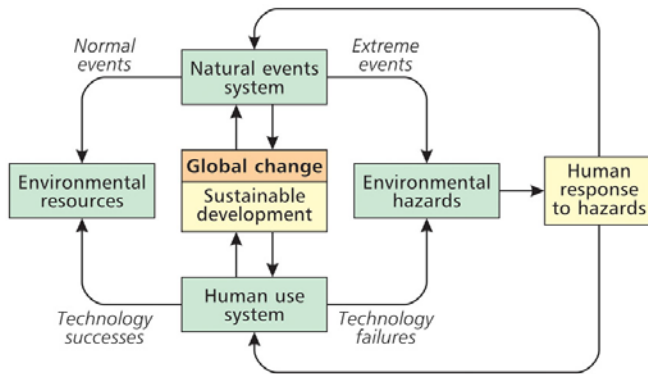 Normal
events
Extreme
events
Natural events
system
Global change
Sustainable
development
Environmental
resources
Environmental
hazards
Human
response
to hazards
Human use
system
Technology
successes
Technology
failures